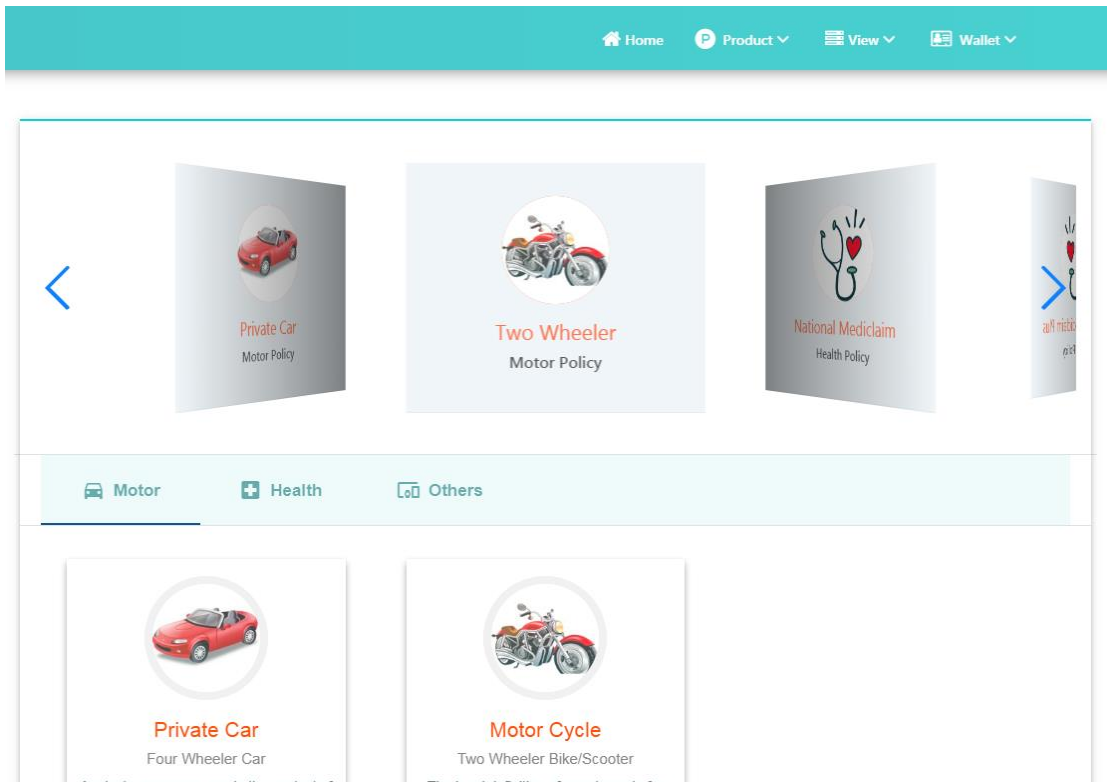 Home P Product View Wallet
Private Car
Motor Policy
Two Wheeler
Motor Policy
National Mediclaim
Health Policy
Motor Health Others
Private Car
Four Wheeler Car
Motor Cycle
Two Wheeler Bike/Scooter